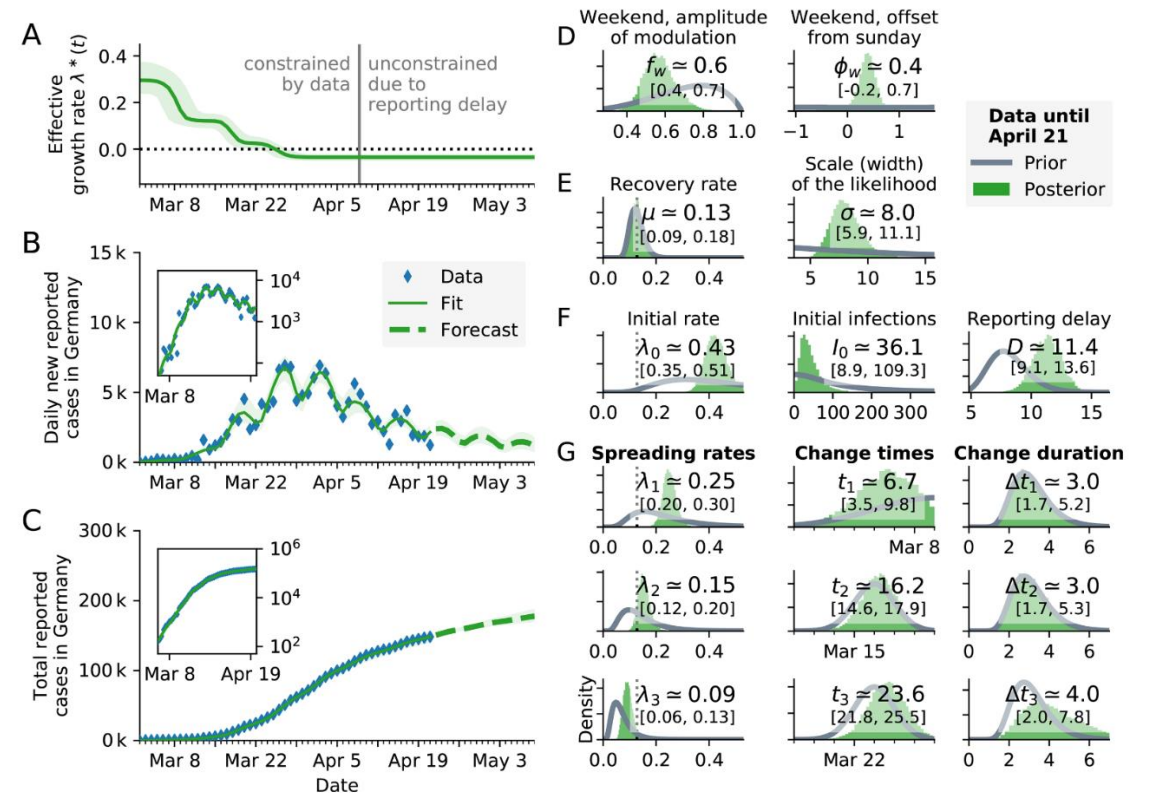 A
Effective
growth rate λ*(t)
0.4
0.2
0.0
constrained
by data
unconstrained
due to
reporting delay
Mar 8
Mar 22
Apr 5
Apr 19
May 3
B
Daily new reported
cases in Germany
15 k
10 k
5 k
0 k
10⁴
10³
Mar 8
Data
Fit
Forecast
Mar 8
Mar 22
Apr 5
Apr 19
May 3
C
Total reported
cases in Germany
300 k
200 k
100 k
0 k
10⁶
10⁴
10²
Mar 8
Apr 19
Mar 8
Mar 22
Apr 5
Apr 19
May 3
Date
D
Weekend, amplitude
of modulation
f_w ≃ 0.6
[0.4, 0.7]
0.4 0.6 0.8 1.0
Weekend, offset
from sunday
ϕ_w ≃ 0.4
[-0.2, 0.7]
−1 0 1
Data until
April 21
Prior
Posterior
E
Recovery rate
μ ≃ 0.13
[0.09, 0.18]
0.0 0.2 0.4
Scale (width)
of the likelihood
σ ≃ 8.0
[5.9, 11.1]
5 10 15
F
Initial rate
λ₀ ≃ 0.43
[0.35, 0.51]
0.0 0.2 0.4
Initial infections
I₀ ≃ 36.1
[8.9, 109.3]
0 100 200 300
Reporting delay
D ≃ 11.4
[9.1, 13.6]
5 10 15
G
Spreading rates
λ₁ ≃ 0.25
[0.20, 0.30]
0.0 0.2 0.4
Change times
t₁ ≃ 6.7
[3.5, 9.8]
Mar 8
Change duration
Δt₁ ≃ 3.0
[1.7, 5.2]
0 2 4 6
λ₂ ≃ 0.15
[0.12, 0.20]
0.0 0.2 0.4
t₂ ≃ 16.2
[14.6, 17.9]
Mar 15
Δt₂ ≃ 3.0
[1.7, 5.3]
0 2 4 6
Density
λ₃ ≃ 0.09
[0.06, 0.13]
0.0 0.2 0.4
t₃ ≃ 23.6
[21.8, 25.5]
Mar 22
Δt₃ ≃ 4.0
[2.0, 7.8]
0 2 4 6